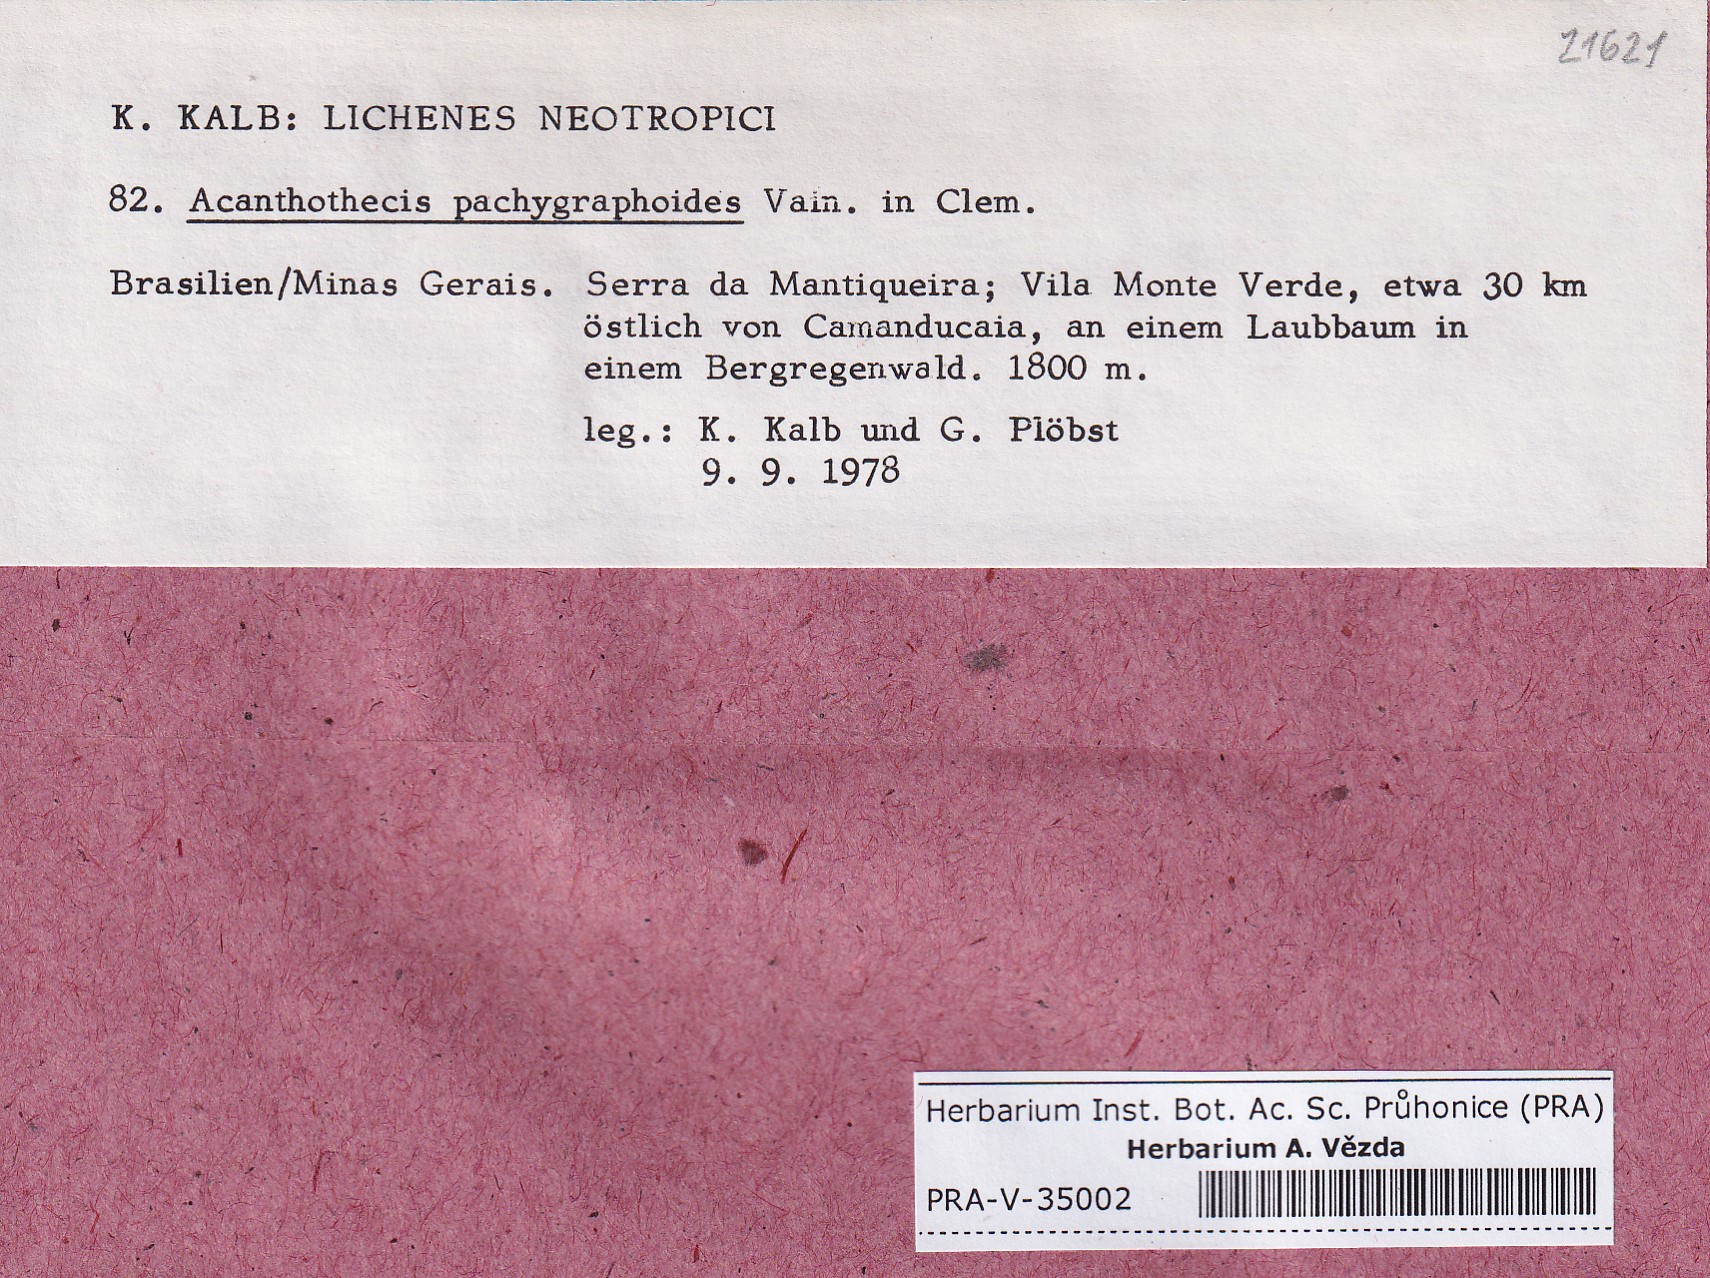 21621
K. KALB: LICHENES NEOTROPICI
82. Acanthothecis pachygraphoides Vain. in Clem.
Brasilien/Minas Gerais. Serra da Mantiqueira; Vila Monte Verde, etwa 30 km
östlich von Camanducaia, an einem Laubbaum in
einem Bergregenwald. 1800 m.
leg.: K. Kalb und G. Plöbst
9. 9. 1978
Herbarium Inst. Bot. Ac. Sc. Průhonice (PRA)
Herbarium A. Vězda
PRA-V-35002